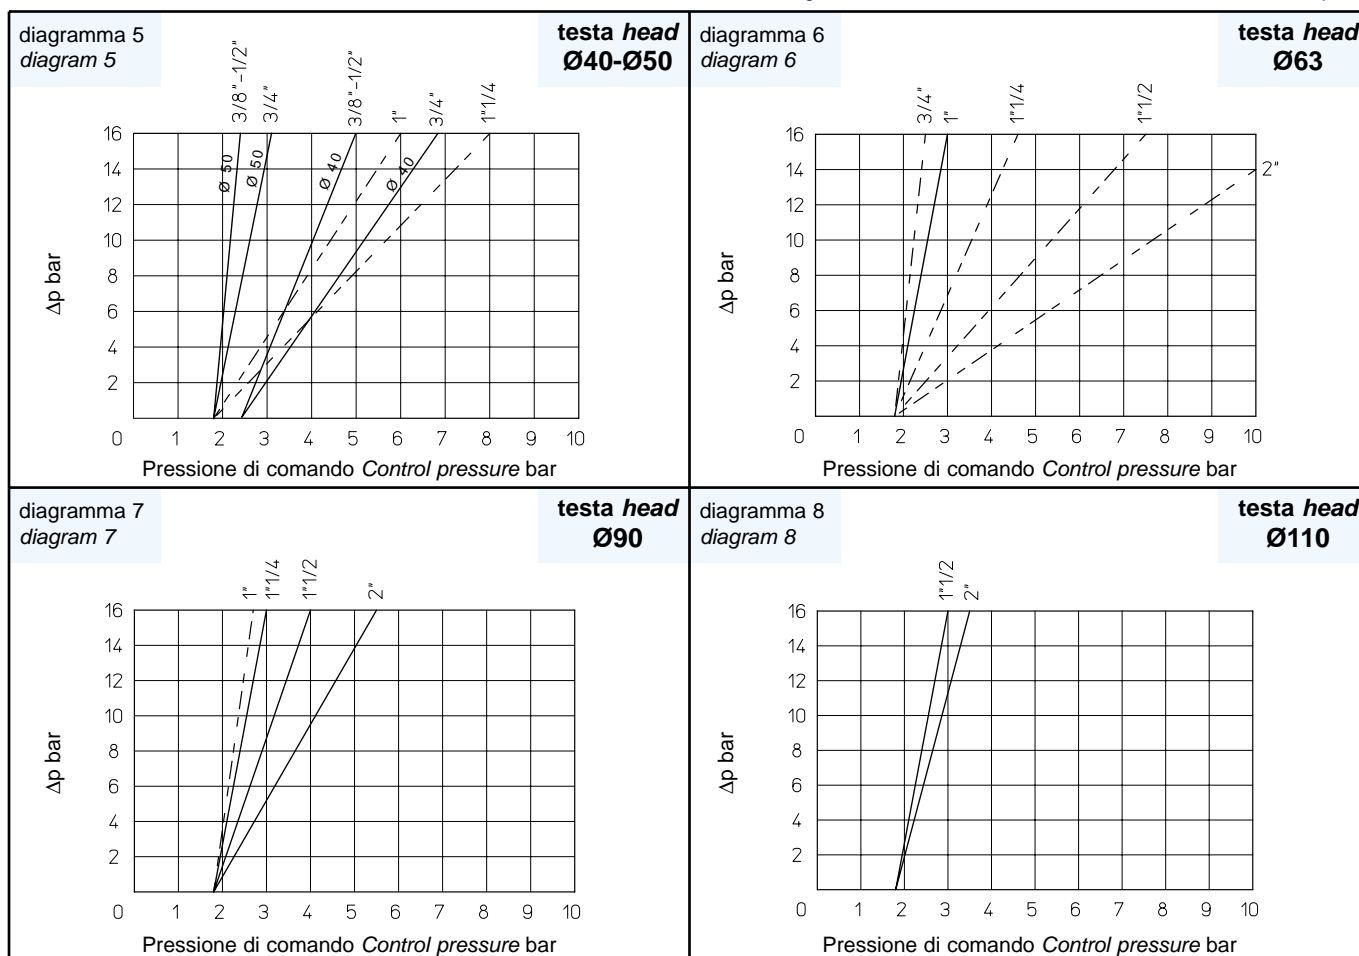 diagramma 5
diagram 5
testa head
Ø40-Ø50
3/8"-1/2"
3/4"
3/8"-1/2"
1"
3/4"
1"1/4
Ø 50
Ø 50
Ø 40
Ø 40
16
14
12
10
8
6
4
2
Δp bar
0 1 2 3 4 5 6 7 8 9 10
Pressione di comando Control pressure bar
diagramma 6
diagram 6
testa head
Ø63
3/4"
1"
1"1/4
1"1/2
2"
16
14
12
10
8
6
4
2
Δp bar
0 1 2 3 4 5 6 7 8 9 10
Pressione di comando Control pressure bar
diagramma 7
diagram 7
testa head
Ø90
1"
1"1/4
1"1/2
2"
16
14
12
10
8
6
4
2
Δp bar
0 1 2 3 4 5 6 7 8 9 10
Pressione di comando Control pressure bar
diagramma 8
diagram 8
testa head
Ø110
1"1/2
2"
16
14
12
10
8
6
4
2
Δp bar
0 1 2 3 4 5 6 7 8 9 10
Pressione di comando Control pressure bar